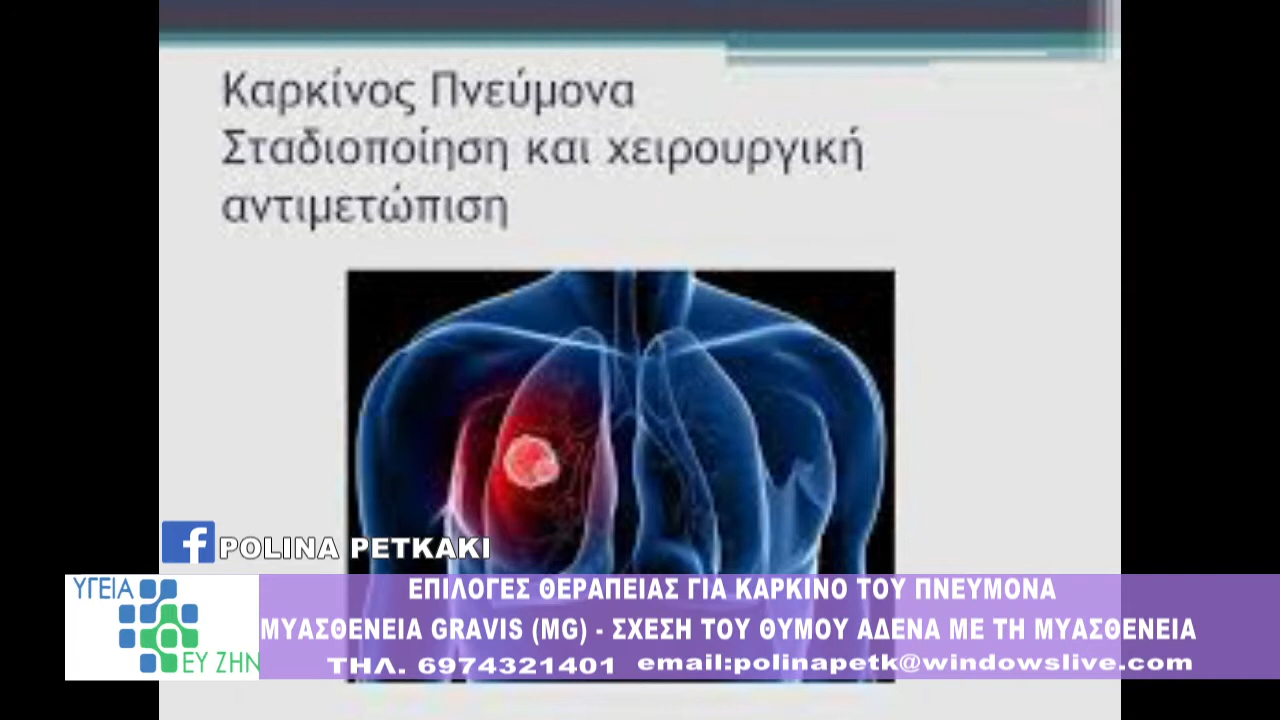 Καρκίνος Πνεύμονα
Σταδιοποίηση και χειρουργική
αντιμετώπιση
f POLINA PETKAKI
ΥΓΕΙΑ
ΕΥ ΖΗΝ
ΕΠΙΛΟΓΕΣ ΘΕΡΑΠΕΙΑΣ ΓΙΑ ΚΑΡΚΙΝΟ ΤΟΥ ΠΝΕΥΜΟΝΑ
ΜΥΑΣΘΕΝΕΙΑ GRAVIS (MG) - ΣΧΕΣΗ ΤΟΥ ΘΥΜΟΥ ΑΔΕΝΑ ΜΕ ΤΗ ΜΥΑΣΘΕΝΕΙΑ
ΤΗΛ. 6974321401 email:polinapetk@windowslive.com